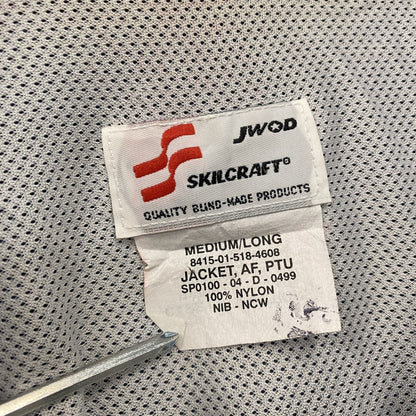 JWOD
SKILCRAFT®
QUALITY BLIND-MADE PRODUCTS
MEDIUM/LONG
8415-01-518-4608
JACKET, AF, PTU
SP0100 - 04 - D - 0499
100% NYLON
NIB - NCW